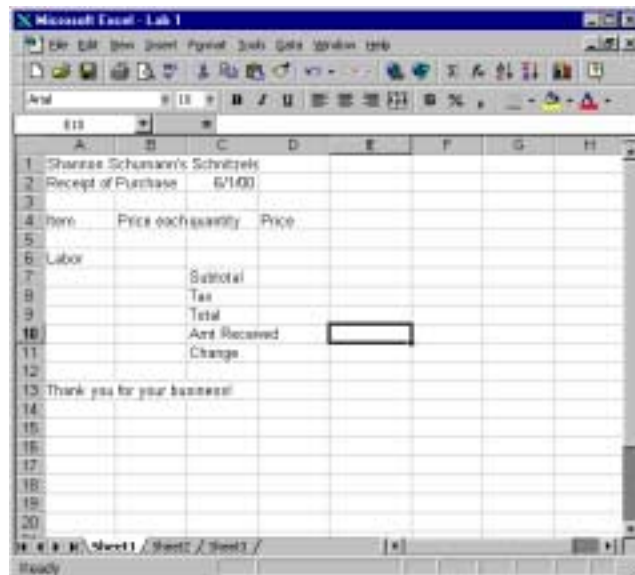 Microsoft Excel - Lab 1
File Edit View Insert Format Tools Data Window Help
Arial 10 B I U % ,
E10 =
A B C D E F G H
1 Shannon Schumann's Schnitzels
2 Receipt of Purchase 6/1/00
3
4 Item Price each quantity Price
5
6 Labor
7 Subtotal
8 Tax
9 Total
10 Amt Received
11 Change
12
13 Thank you for your business!
14
15
16
17
18
19
20
Sheet1 Sheet2 Sheet3
Ready